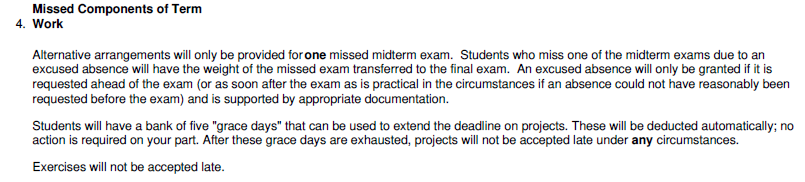 Missed Components of Term
4. Work
Alternative arrangements will only be provided for one missed midterm exam. Students who miss one of the midterm exams due to an
excused absence will have the weight of the missed exam transferred to the final exam. An excused absence will only be granted if it is
requested ahead of the exam (or as soon after the exam as is practical in the circumstances if an absence could not have reasonably been
requested before the exam) and is supported by appropriate documentation.
Students will have a bank of five "grace days" that can be used to extend the deadline on projects. These will be deducted automatically; no
action is required on your part. After these grace days are exhausted, projects will not be accepted late under any circumstances.
Exercises will not be accepted late.